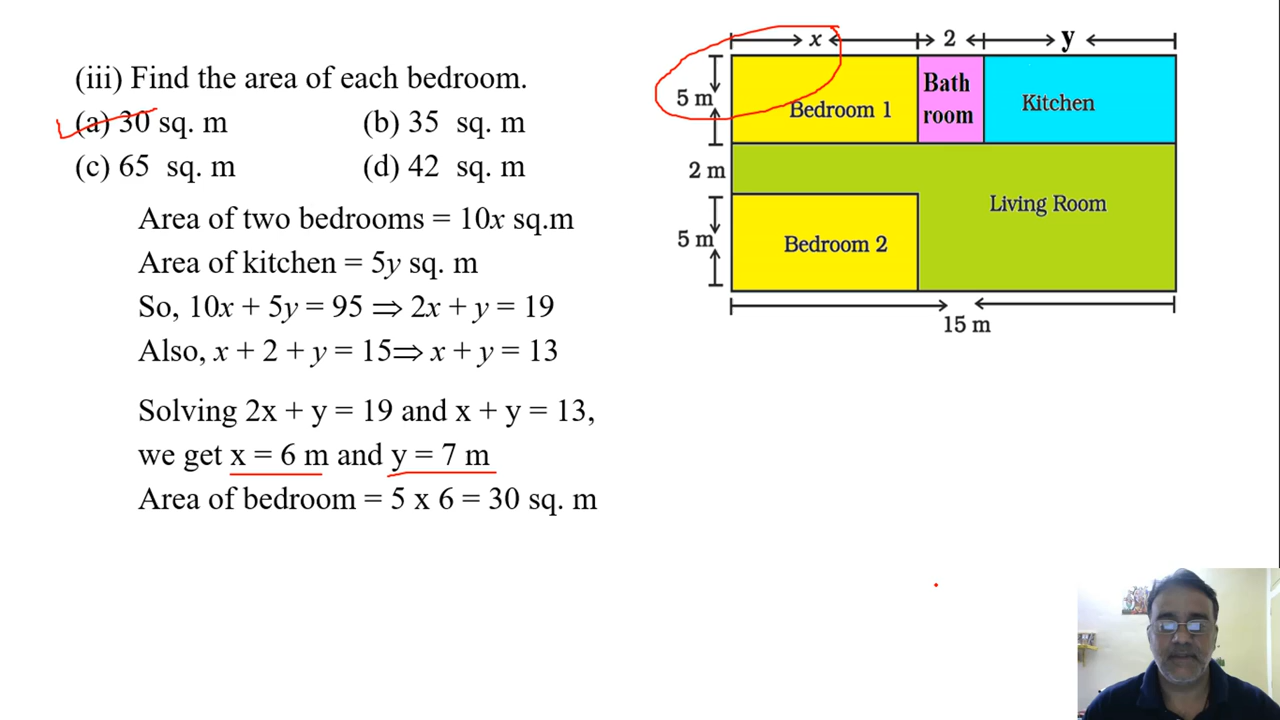 (iii) Find the area of each bedroom.
(a) 30 sq. m (b) 35 sq. m
(c) 65 sq. m (d) 42 sq. m
Area of two bedrooms = 10x sq.m
Area of kitchen = 5y sq. m
So, 10x + 5y = 95 ⇒ 2x + y = 19
Also, x + 2 + y = 15⇒ x + y = 13
Solving 2x + y = 19 and x + y = 13,
we get x = 6 m and y = 7 m
Area of bedroom = 5 x 6 = 30 sq. m
x 2 y
5 m
Bedroom 1
Bath
room
Kitchen
2 m
Living Room
5 m
Bedroom 2
15 m